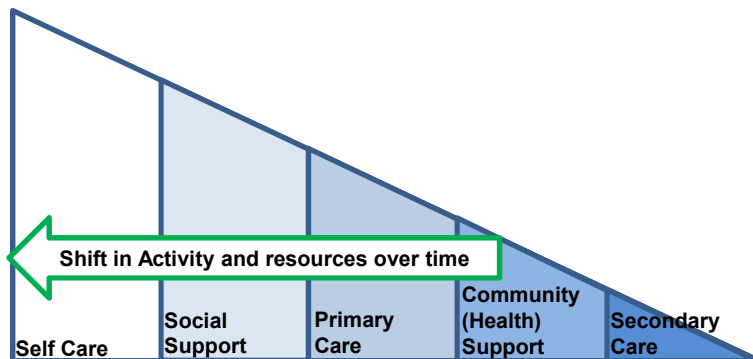 Shift in Activity and resources over time
Self Care
Social
Support
Primary
Care
Community
(Health)
Support
Secondary
Care